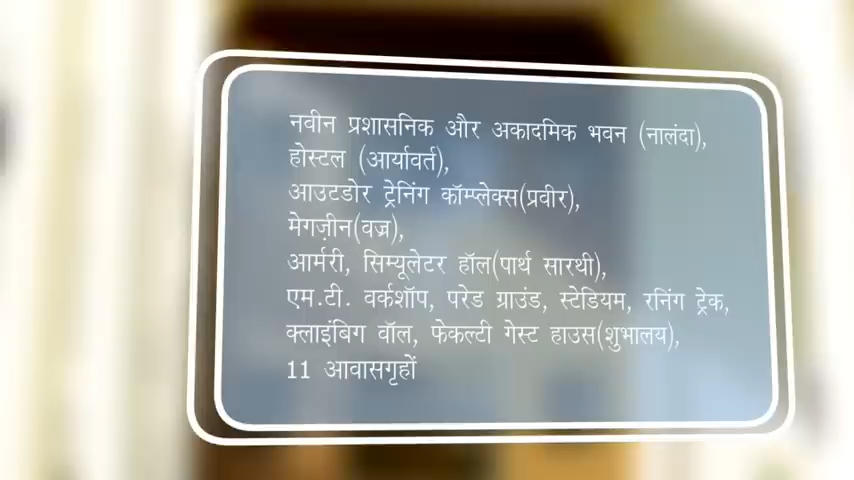 नवीन प्रशासनिक और अकादमिक भवन (नालंदा),
होस्टल (आर्यावर्त),
आउटडोर ट्रेनिंग कॉम्प्लेक्स(प्रवीर),
मेगज़ीन(वज्र),
आर्मरी, सिम्यूलेटर हॉल(पार्थ सारथी),
एम.टी. वर्कशॉप, परेड ग्राउंड, स्टेडियम, रनिंग ट्रेक,
क्लाइंबिग वॉल, फेकल्टी गेस्ट हाउस(शुभालय),
11 आवासगृहों